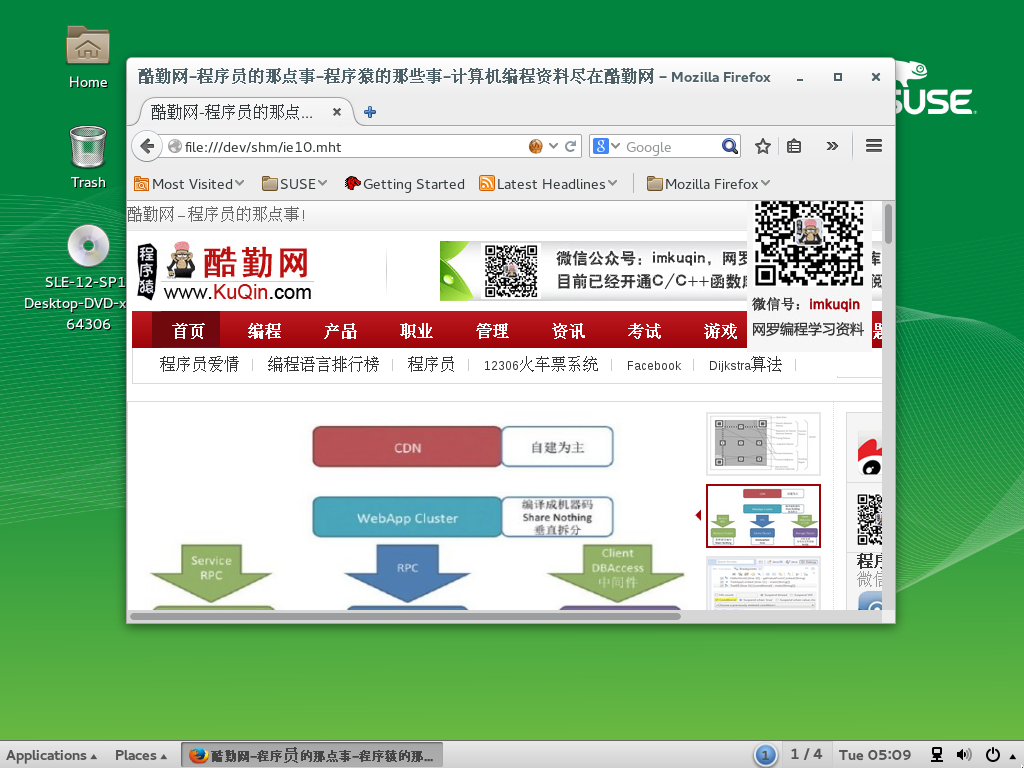 Home
Trash
SLE-12-SP1
Desktop-DVD-x
64306
SUSE
酷勤网-程序员的那点事-程序猿的那些事-计算机编程资料尽在酷勤网 - Mozilla Firefox
酷勤网-程序员的那点...
file:///dev/shm/ie10.mht
8
Google
Most Visited
SUSE
Getting Started
Latest Headlines
Mozilla Firefox
酷勤网 – 程序员的那点事！
程序猿
酷勤网
www.KuQin.com
微信公众号：imkuqin，网罗
目前已经开通C/C++函数
微信号：imkuqin
网罗编程学习资料
首页 编程 产品 职业 管理 资讯 考试 游戏
程序员爱情 编程语言排行榜 程序员 12306火车票系统 Facebook Dijkstra算法
CDN
自建为主
WebApp Cluster
编译成机器码
Share Nothing
垂直拆分
Service
RPC
RPC
Client
DBAccess
中间件
程序
微信
Applications
Places
酷勤网-程序员的那点事-程序猿的那...
1
1 / 4
Tue 05:09